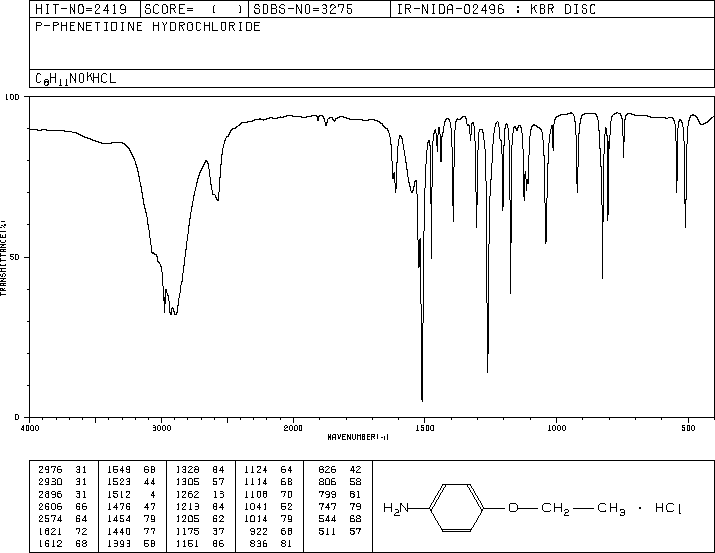 HIT-NO=2419 SCORE= ( ) SDBS-NO=3275 IR-NIDA-02496 : KBR DISC
P-PHENETIDINE HYDROCHLORIDE
C8H11NO·HCL
100
50
0
TRANSMITTANCE(%)
4000 3000 2000 1500 1000 500
WAVENUMBER(-1)
2976 31 1549 68 1328 84 1124 64 826 42
2930 31 1523 44 1305 57 1114 68 806 58
2896 31 1512 4 1262 13 1108 70 799 81
2606 66 1476 47 1213 84 1041 52 747 79
2574 64 1454 79 1205 62 1014 79 544 68
1621 72 1440 77 1175 37 922 68 511 57
1612 68 1393 58 1151 86 836 81
H2N O CH2 CH3 · HCl